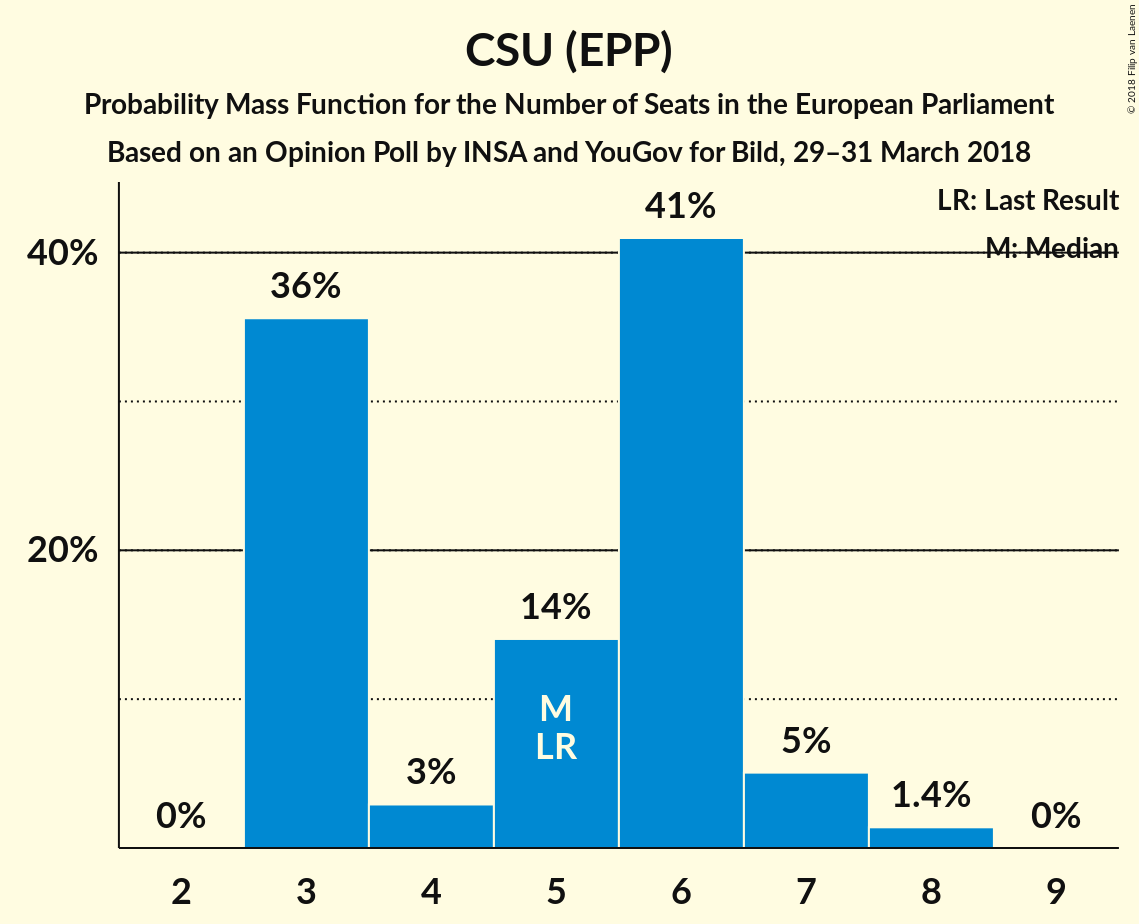 CSU (EPP)
Probability Mass Function for the Number of Seats in the European Parliament
Based on an Opinion Poll by INSA and YouGov for Bild, 29–31 March 2018
© 2018 Filip van Laenen
LR: Last Result
M: Median
40%
20%
0%
36%
3%
14%
M
LR
41%
5%
1.4%
0%
2 3 4 5 6 7 8 9